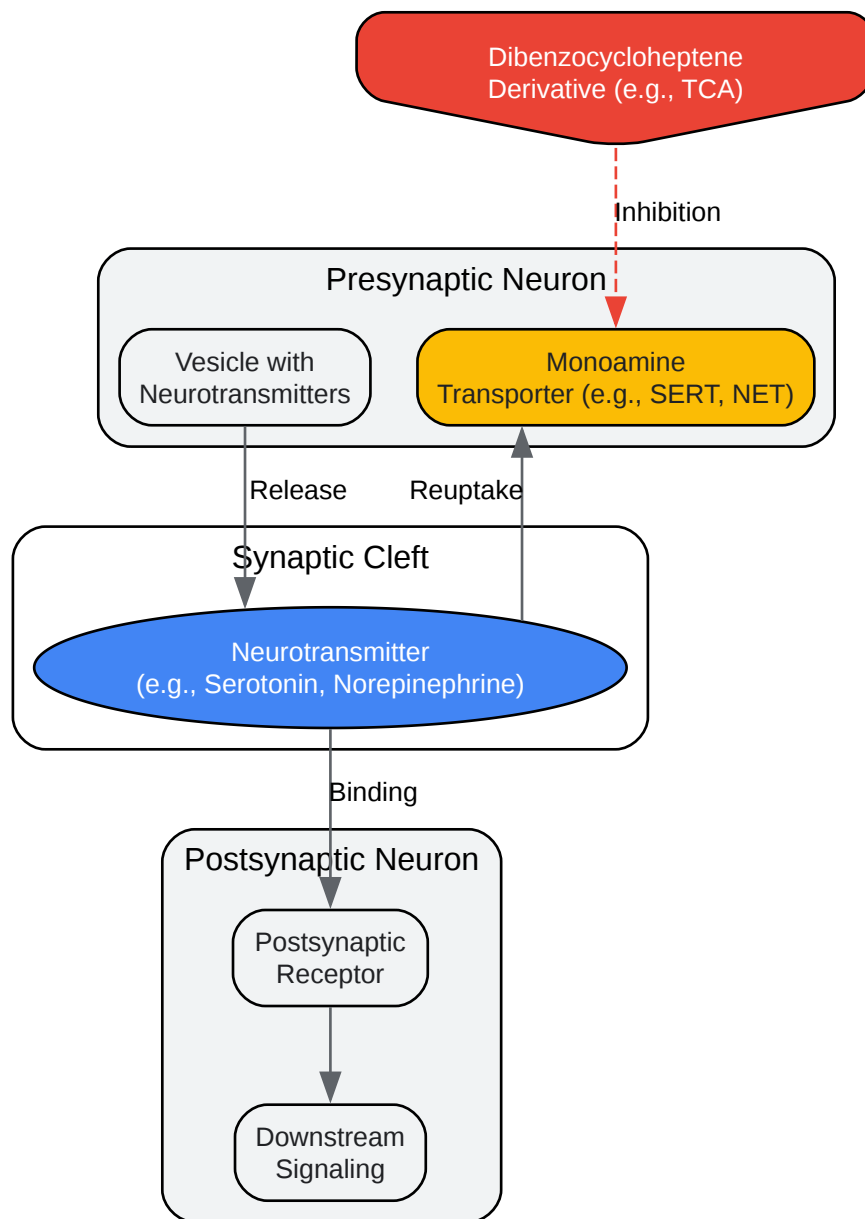 Dibenzocycloheptene
Derivative (e.g., TCA)
Inhibition
Presynaptic Neuron
Vesicle with
Neurotransmitters
Monoamine
Transporter (e.g., SERT, NET)
Release
Reuptake
Synaptic Cleft
Neurotransmitter
(e.g., Serotonin, Norepinephrine)
Binding
Postsynaptic Neuron
Postsynaptic
Receptor
Downstream
Signaling